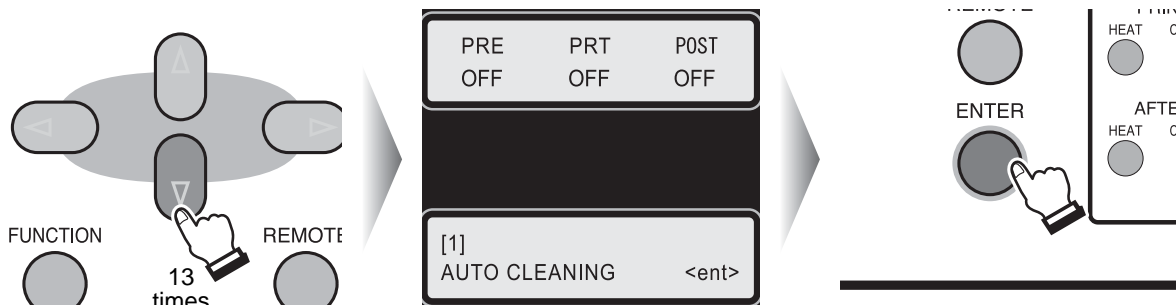 FUNCTION
REMOTE
13
times
PRE PRT POST
OFF OFF OFF
[1]
AUTO CLEANING <ent>
ENTER
HEAT
HEAT